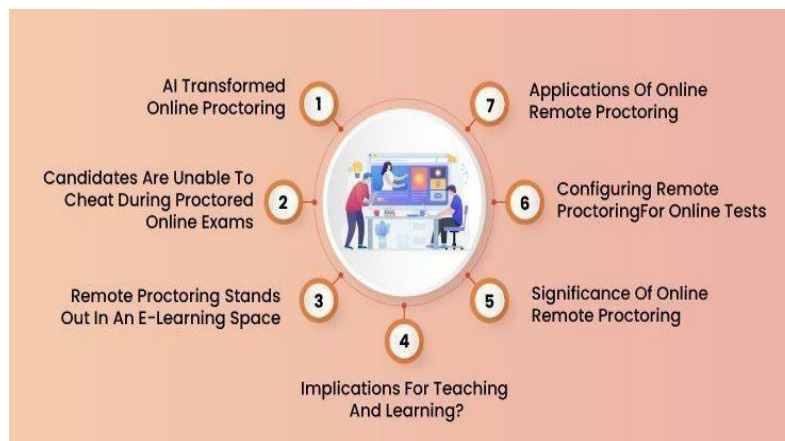 1
AI Transformed
Online Proctoring
2
Candidates Are Unable To
Cheat During Proctored
Online Exams
3
Remote Proctoring Stands
Out In An E-Learning Space
4
Implications For Teaching
And Learning?
5
Significance Of Online
Remote Proctoring
6
Configuring Remote
ProctoringFor Online Tests
7
Applications Of Online
Remote Proctoring